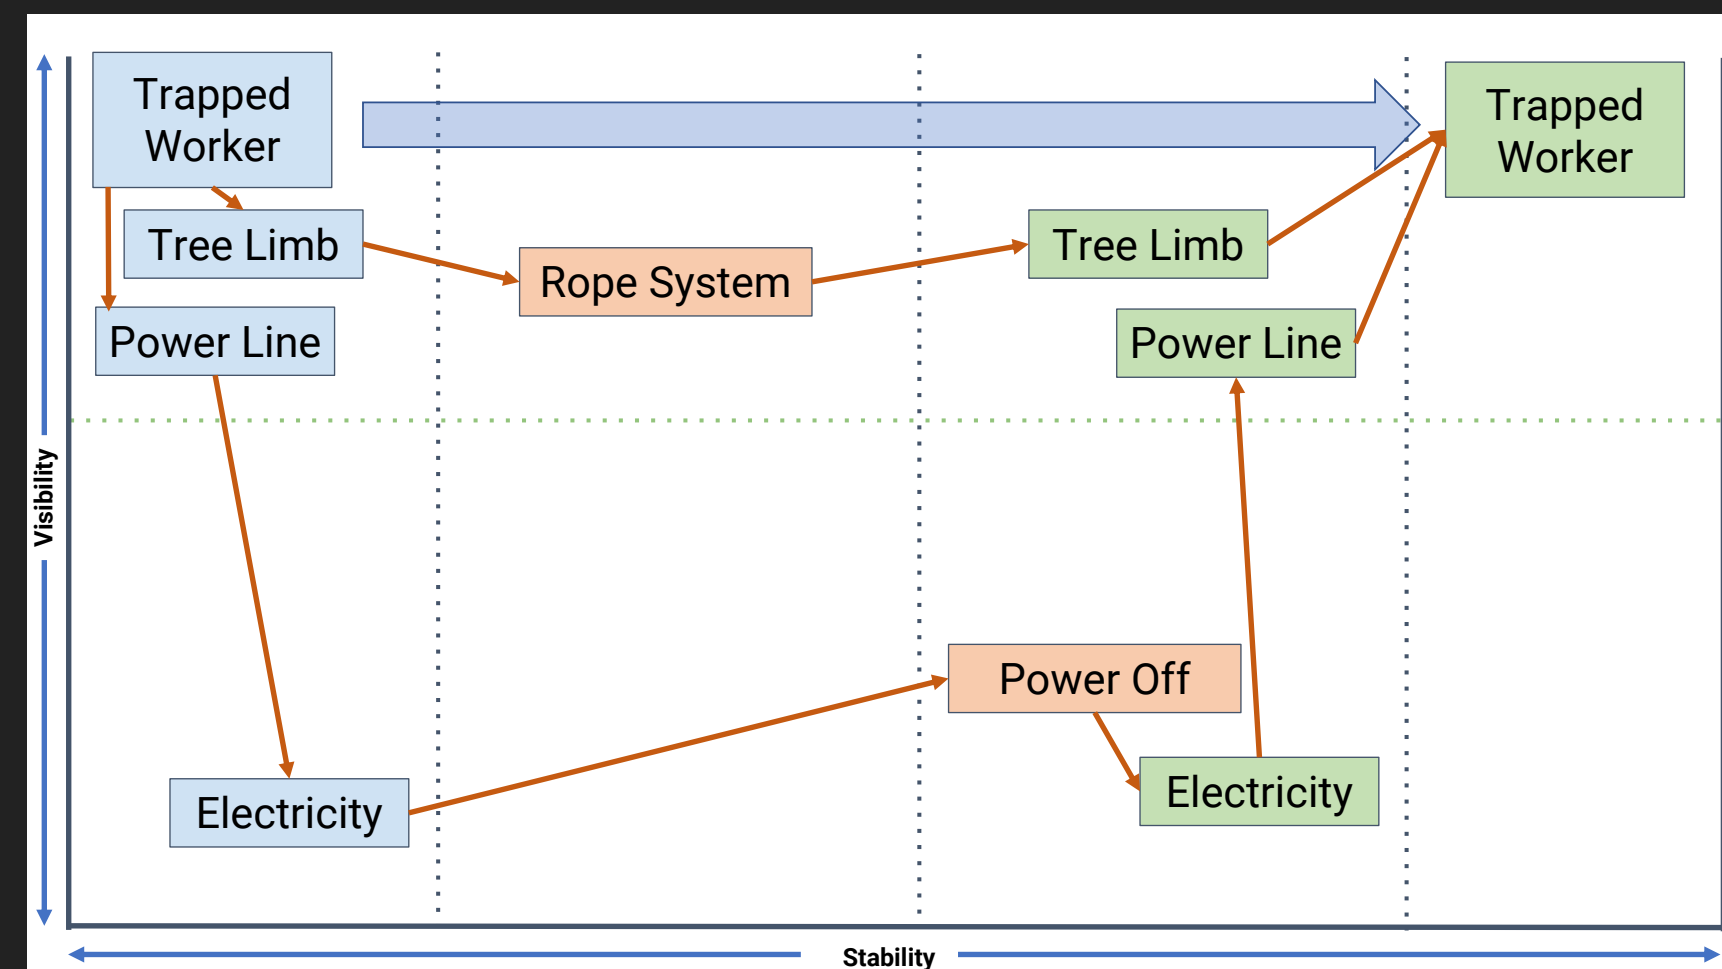 Trapped
Worker
Trapped
Worker
Tree Limb
Tree Limb
Rope System
Power Line
Power Line
Visibility
Power Off
Electricity
Electricity
Stability